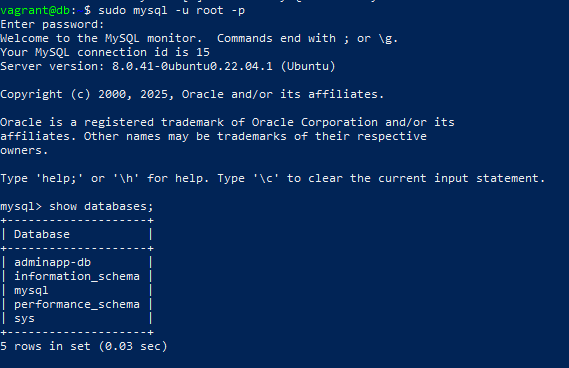 vagrant@db: $ sudo mysql -u root -p
Enter password:
Welcome to the MySQL monitor.  Commands end with ; or \g.
Your MySQL connection id is 15
Server version: 8.0.41-0ubuntu0.22.04.1 (Ubuntu)

Copyright (c) 2000, 2025, Oracle and/or its affiliates.

Oracle is a registered trademark of Oracle Corporation and/or its
affiliates. Other names may be trademarks of their respective
owners.

Type 'help;' or '\h' for help. Type '\c' to clear the current input statement.

mysql> show databases;
+--------------------+
| Database           |
+--------------------+
| adminapp-db        |
| information_schema |
| mysql              |
| performance_schema |
| sys                |
+--------------------+
5 rows in set (0.03 sec)